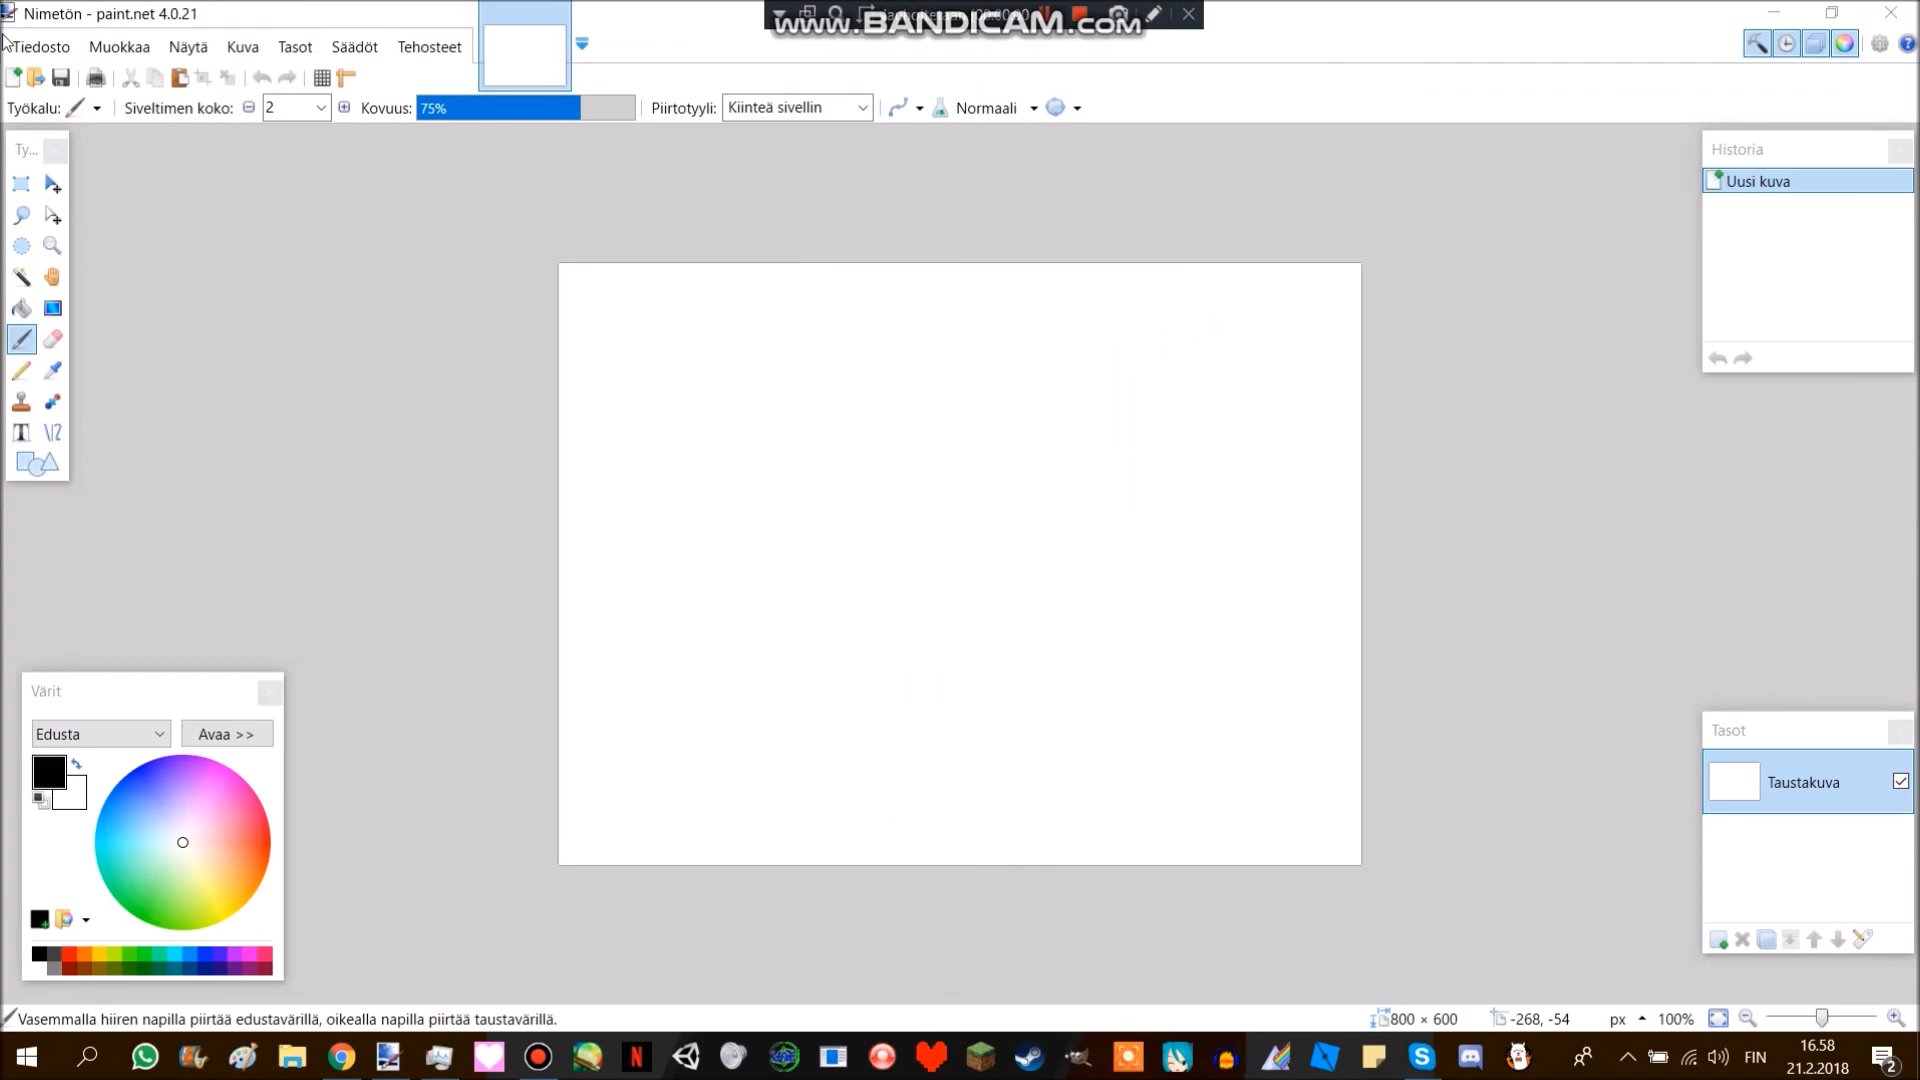 Nimetön - paint.net 4.0.21
www.BANDICAM.com
Tiedosto Muokkaa Näytä Kuva Tasot Säädöt Tehosteet
Työkalu: Siveltimen koko: 2 Kovuus: 75% Piirtotyyli: Kiinteä sivellin Normaali
Ty...
Historia
Uusi kuva
Värit
Edusta Avaa >>
Tasot
Taustakuva
Vasemmalla hiiren napilla piirtää edustavärillä, oikealla napilla piirtää taustavärillä.
800 × 600 -268, -54 px 100%
FIN
16.58
21.2.2018
2